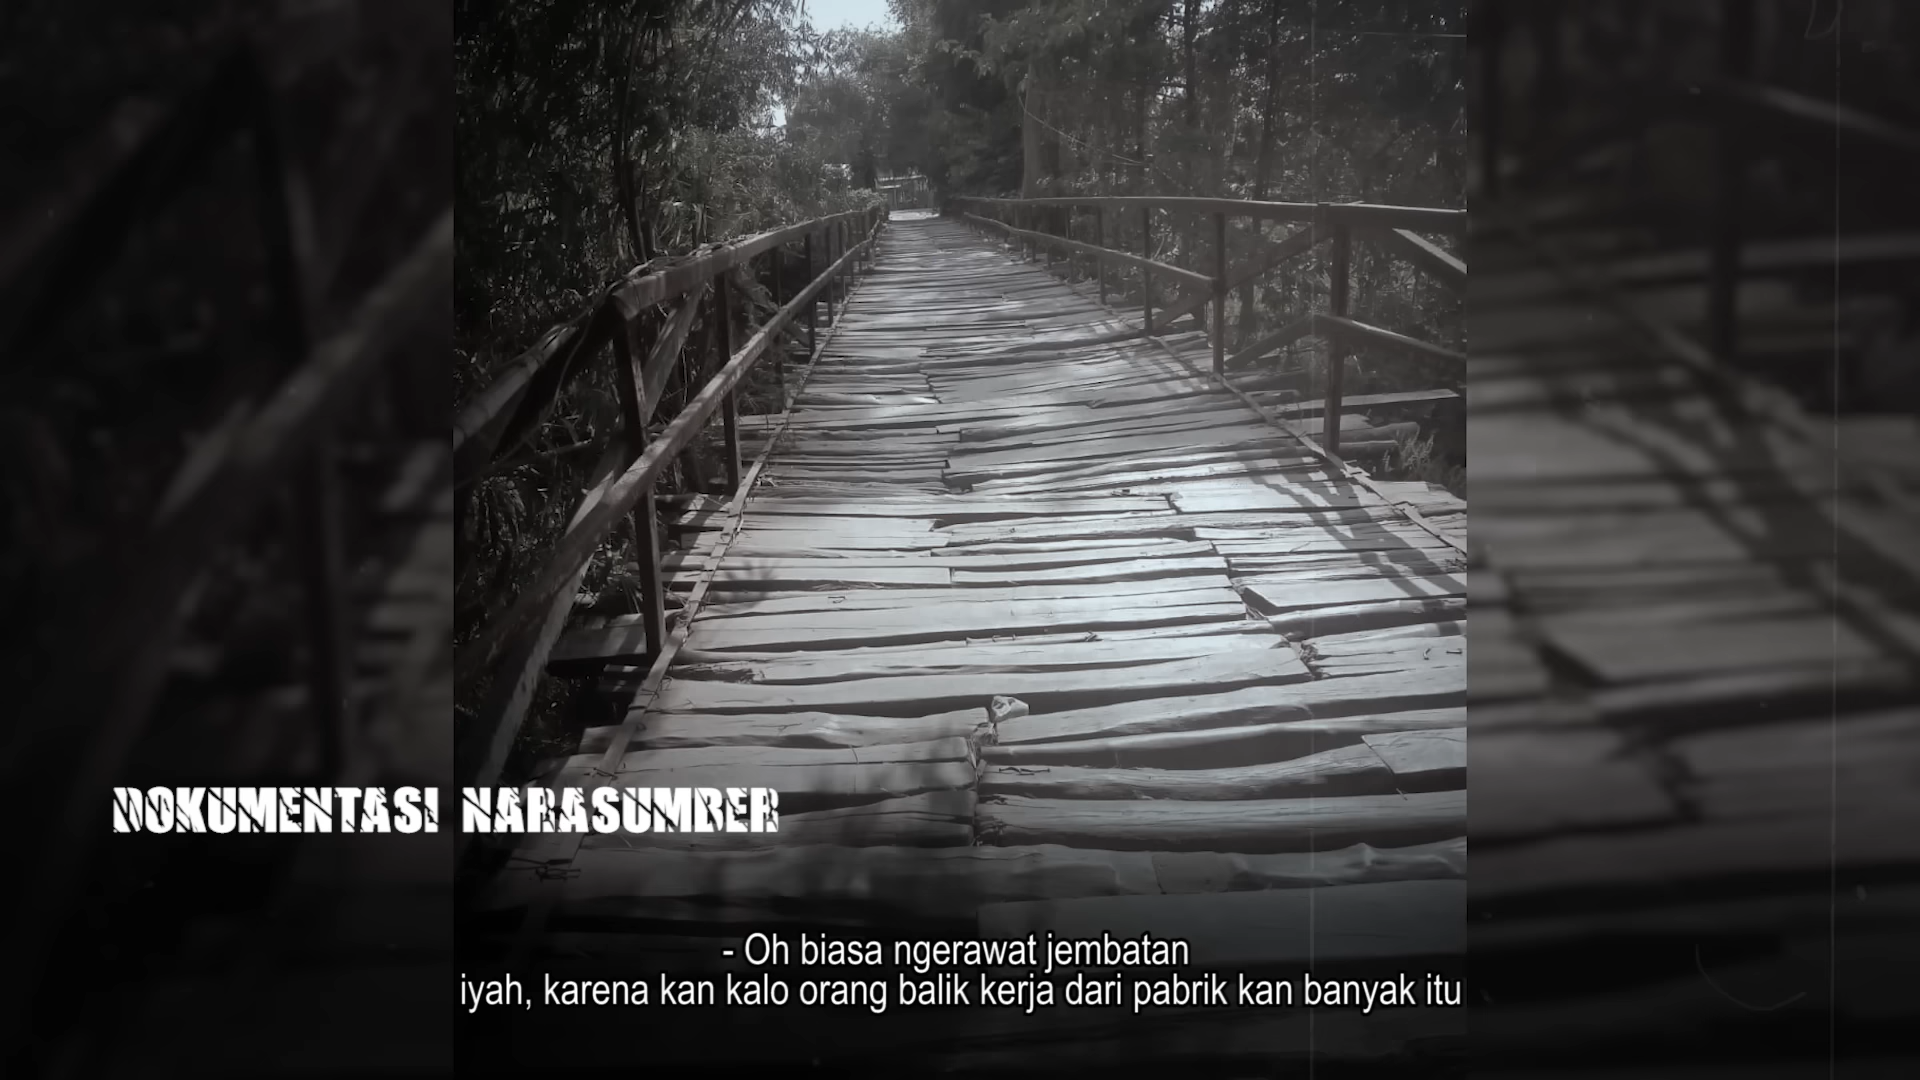 DOKUMENTASI NARASUMBER
- Oh biasa ngerawat jembatan
iyah, karena kan kalo orang balik kerja dari pabrik kan banyak itu